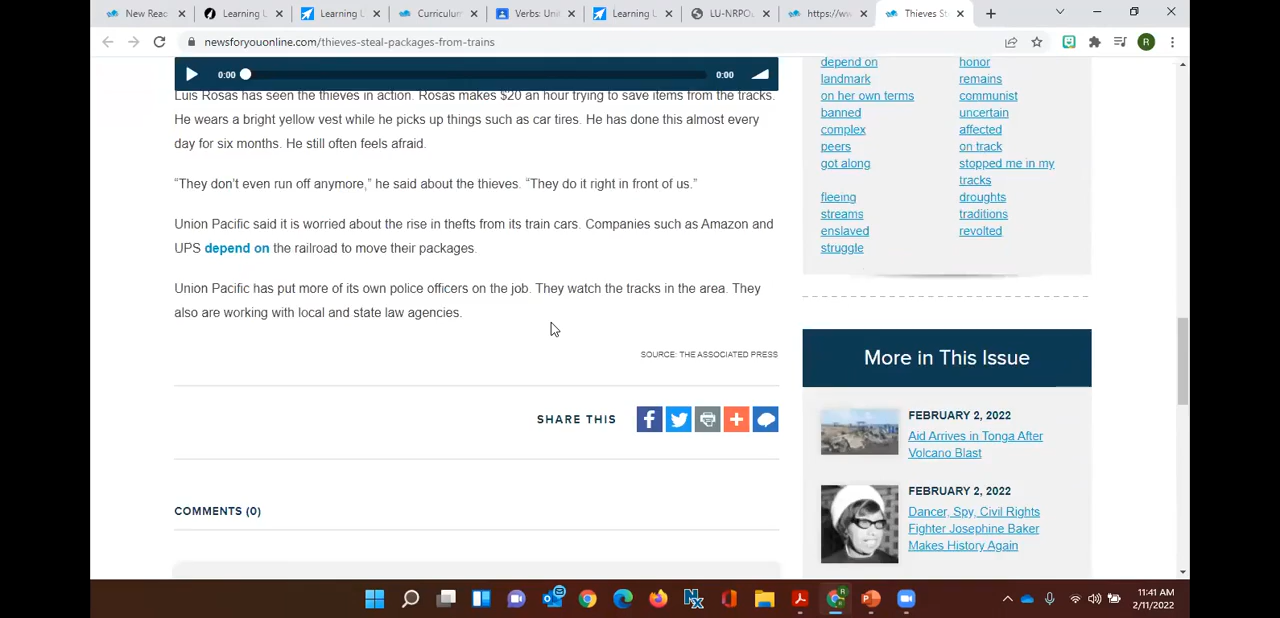 New Reac
Learning U
Learning U
Curriculum
Verbs: Uni
Learning U
LU-NRPOL
https://ww
Thieves St
newsforyouonline.com/thieves-steal-packages-from-trains
R
0:00
0:00
Luis Rosas has seen the thieves in action. Rosas makes $20 an hour trying to save items from the tracks.
He wears a bright yellow vest while he picks up things such as car tires. He has done this almost every
day for six months. He still often feels afraid.
“They don’t even run off anymore,” he said about the thieves. “They do it right in front of us.”
Union Pacific said it is worried about the rise in thefts from its train cars. Companies such as Amazon and
UPS depend on the railroad to move their packages.
Union Pacific has put more of its own police officers on the job. They watch the tracks in the area. They
also are working with local and state law agencies.
SOURCE: THE ASSOCIATED PRESS
SHARE THIS
COMMENTS (0)
depend on
landmark
on her own terms
banned
complex
peers
got along
fleeing
streams
enslaved
struggle
honor
remains
communist
uncertain
affected
on track
stopped me in my
tracks
droughts
traditions
revolted
More in This Issue
FEBRUARY 2, 2022
Aid Arrives in Tonga After
Volcano Blast
FEBRUARY 2, 2022
Dancer, Spy, Civil Rights
Fighter Josephine Baker
Makes History Again
11:41 AM
2/11/2022